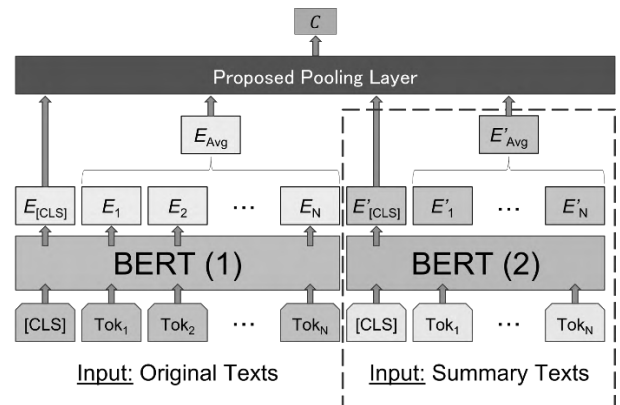 C
Proposed Pooling Layer
E_Avg E'_Avg
E_[CLS] E_1 E_2 ... E_N E'_[CLS] E'_1 ... E'_N
BERT (1) BERT (2)
[CLS] Tok_1 Tok_2 ... Tok_N [CLS] Tok_1 ... Tok_N
Input: Original Texts Input: Summary Texts